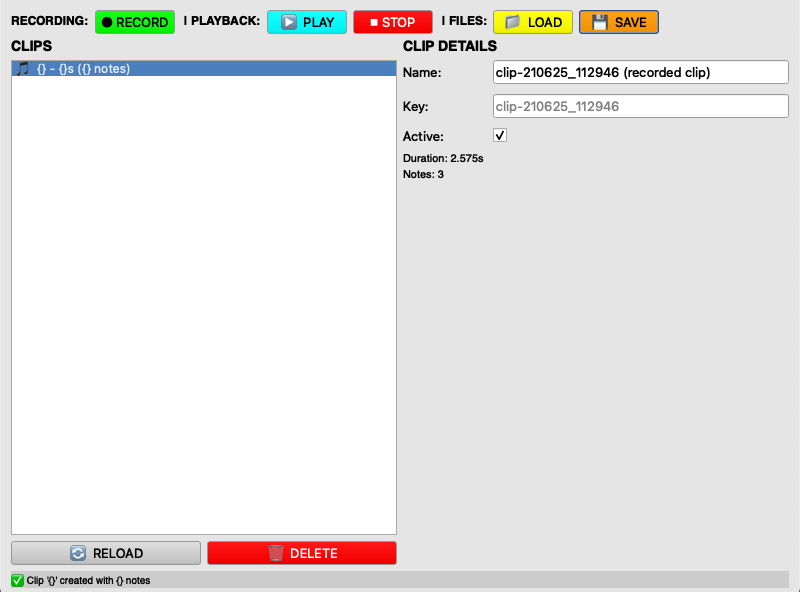 RECORDING: RECORD | PLAYBACK: PLAY STOP | FILES: LOAD SAVE
CLIPS
{} - {}s ({} notes)
RELOAD DELETE
CLIP DETAILS
Name: clip-210625_112946 (recorded clip)
Key: clip-210625_112946
Active:
Duration: 2.575s
Notes: 3
Clip '{}' created with {} notes